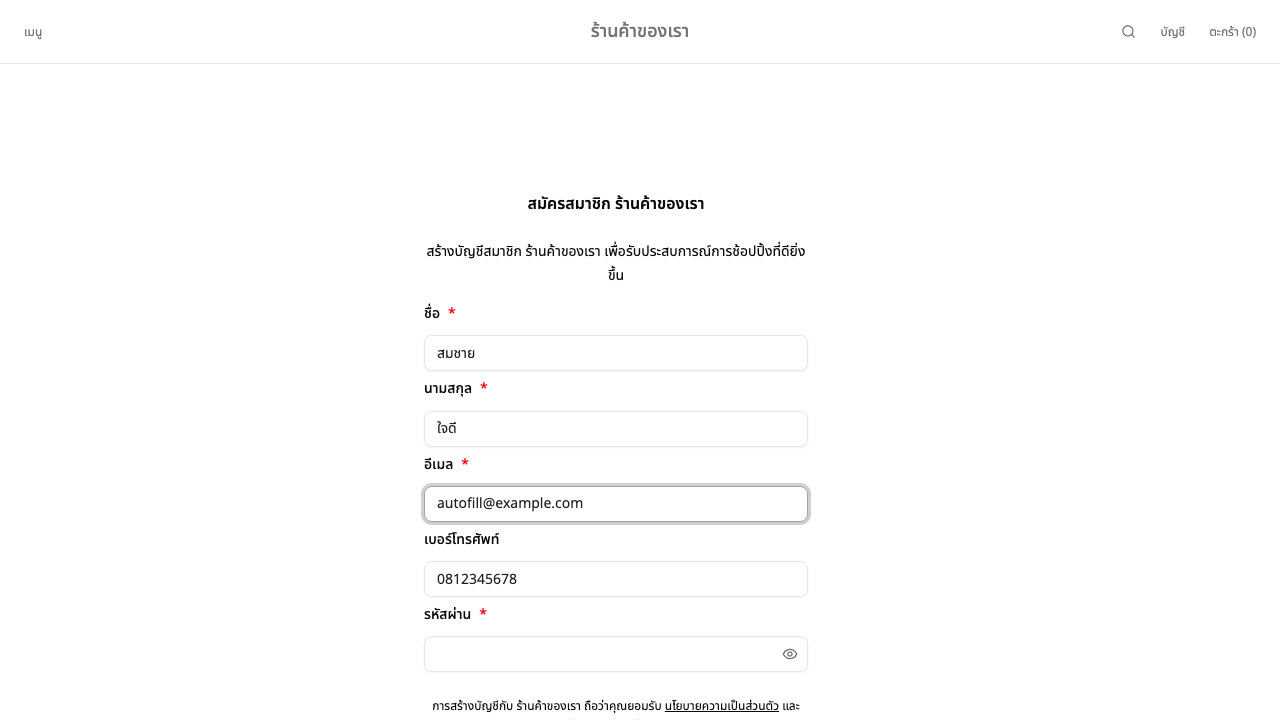 เมนู
ร้านค้าของเรา
บัญชี
ตะกร้า (0)
สมัครสมาชิก ร้านค้าของเรา
สร้างบัญชีสมาชิก ร้านค้าของเรา เพื่อรับประสบการณ์การช้อปปิ้งที่ดียิ่ง
ขึ้น
ชื่อ *
สมชาย
นามสกุล *
ใจดี
อีเมล *
autofill@example.com
เบอร์โทรศัพท์
0812345678
รหัสผ่าน *
การสร้างบัญชีกับ ร้านค้าของเรา ถือว่าคุณยอมรับ นโยบายความเป็นส่วนตัว และ